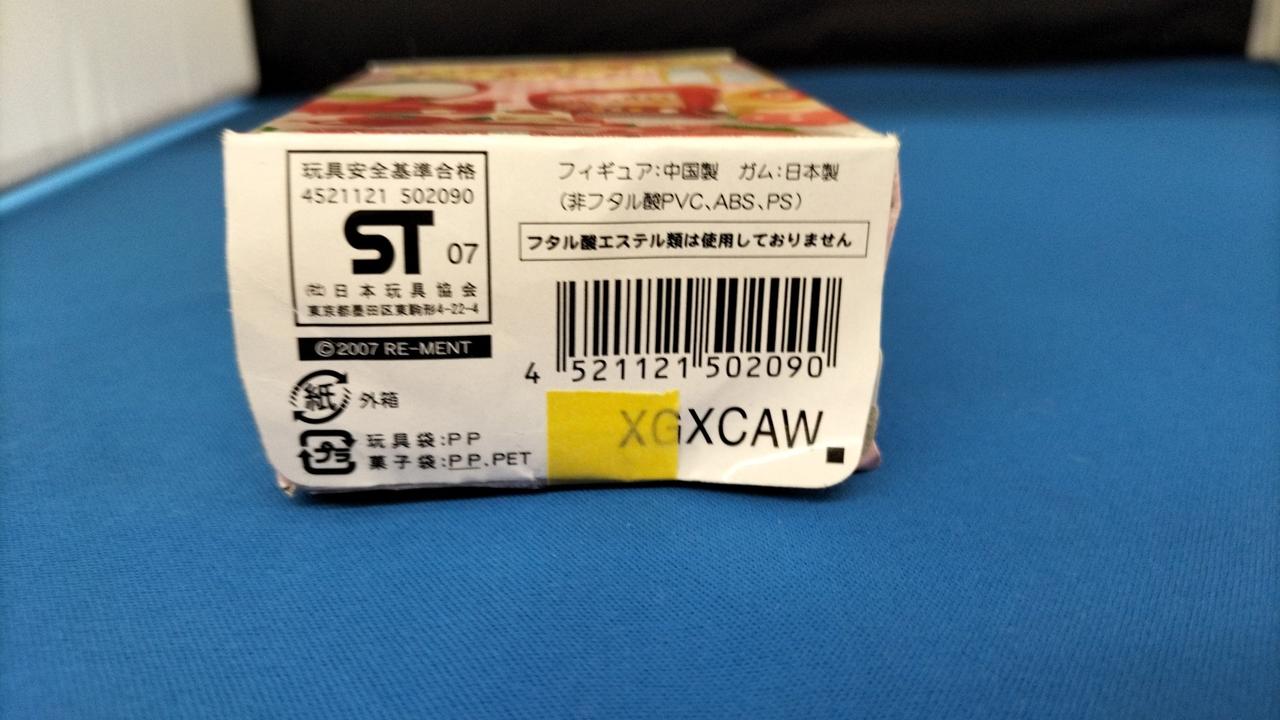 玩具安全基準合格
4521121 502090
ST 07
(社)日本玩具協会
東京都墨田区東駒形4-22-4
©2007 RE-MENT
紙 外箱
プラ 玩具袋:PP
菓子袋:PP.PET
フィギュア:中国製 ガム:日本製
(非フタル酸PVC、ABS、PS)
フタル酸エステル類は使用しておりません
4 521121 502090
XGXCAW